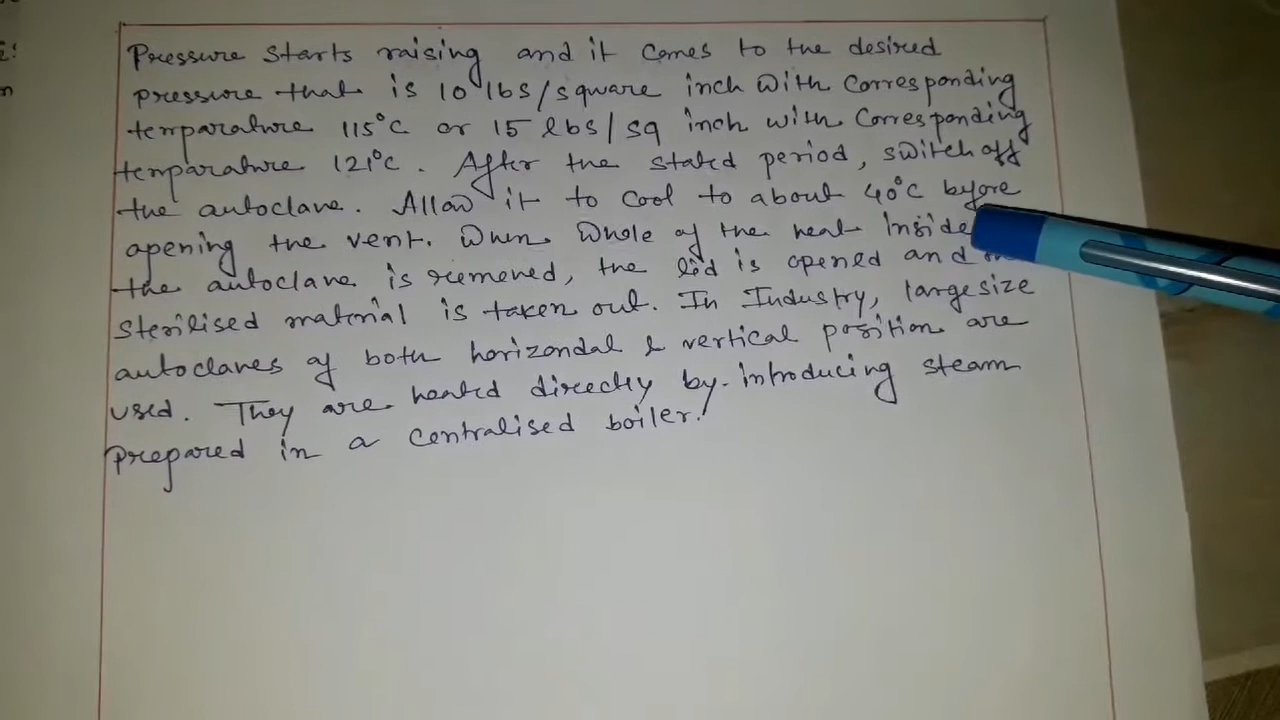 Pressure starts raising and it comes to the desired
pressure that is 10 lbs/square inch with corresponding
temparature 115°C or 15 lbs/sq inch with corresponding
temparature 121°C. After the stated period, switch off
the autoclave. Allow it to cool to about 40°C before
opening the vent. When whole of the heat inside
the autoclave is removed, the lid is opened and
sterilised material is taken out. In Industry, large size
autoclaves of both horizondal & vertical position are
used. They are heated directly by introducing steam
prepared in a centralised boiler.